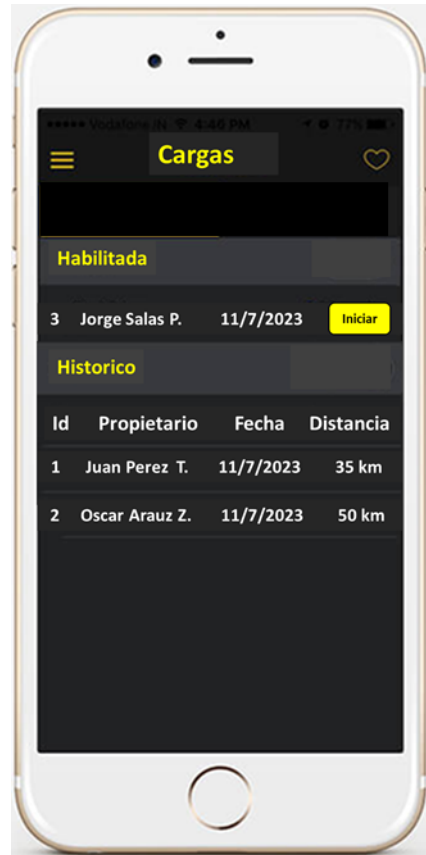 Vodafone IN 4:46 PM 77%
Cargas
Habilitada
3 Jorge Salas P. 11/7/2023 Iniciar
Historico
Id Propietario Fecha Distancia
1 Juan Perez T. 11/7/2023 35 km
2 Oscar Arauz Z. 11/7/2023 50 km